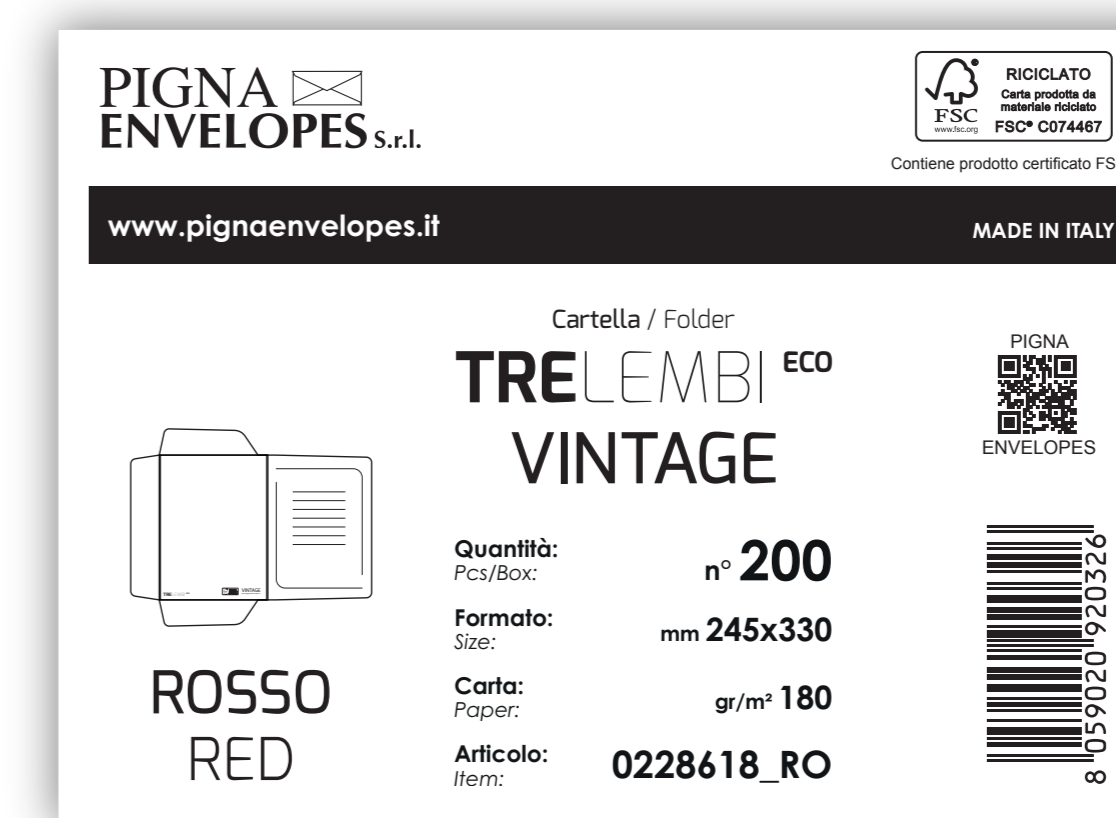 PIGNA
ENVELOPES S.r.l.
FSC
www.fsc.org
RICICLATO
Carta prodotta da
materiale riciclato
FSC® C074467
Contiene prodotto certificato FS
www.pignaenvelopes.it
MADE IN ITALY
Cartella / Folder
TRELEMBI ECO
VINTAGE
PIGNA
ENVELOPES
VINTAGE
ROSSO
RED
Quantità:
Pcs/Box:
n° 200
Formato:
Size:
mm 245x330
Carta:
Paper:
gr/m² 180
Articolo:
Item:
0228618_RO
8 059020 920326